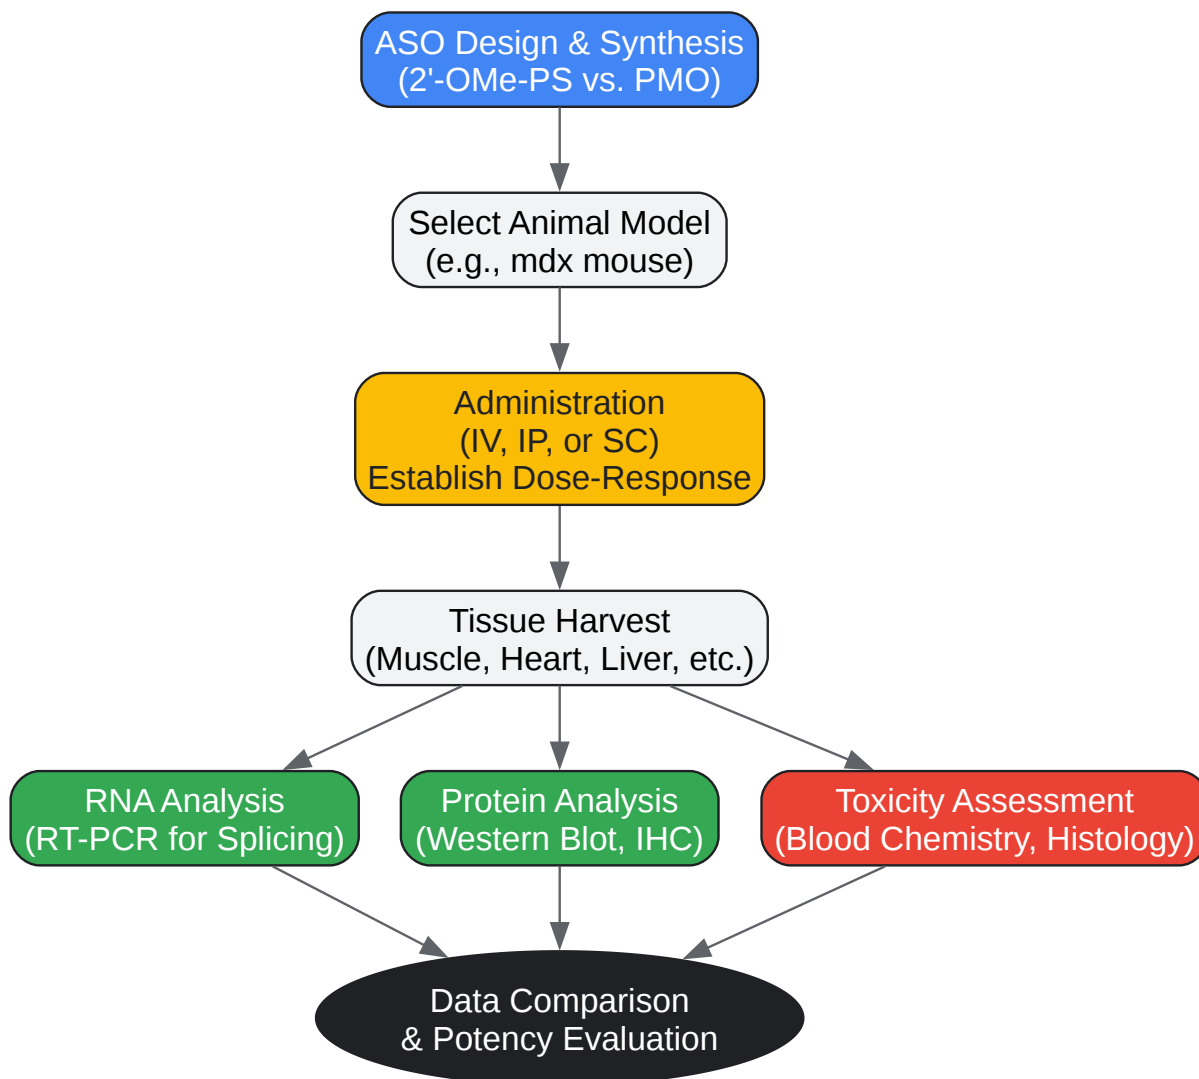 ASO Design & Synthesis
(2'-OMe-PS vs. PMO)
Select Animal Model
(e.g., mdx mouse)
Administration
(IV, IP, or SC)
Establish Dose-Response
Tissue Harvest
(Muscle, Heart, Liver, etc.)
RNA Analysis
(RT-PCR for Splicing)
Protein Analysis
(Western Blot, IHC)
Toxicity Assessment
(Blood Chemistry, Histology)
Data Comparison
& Potency Evaluation